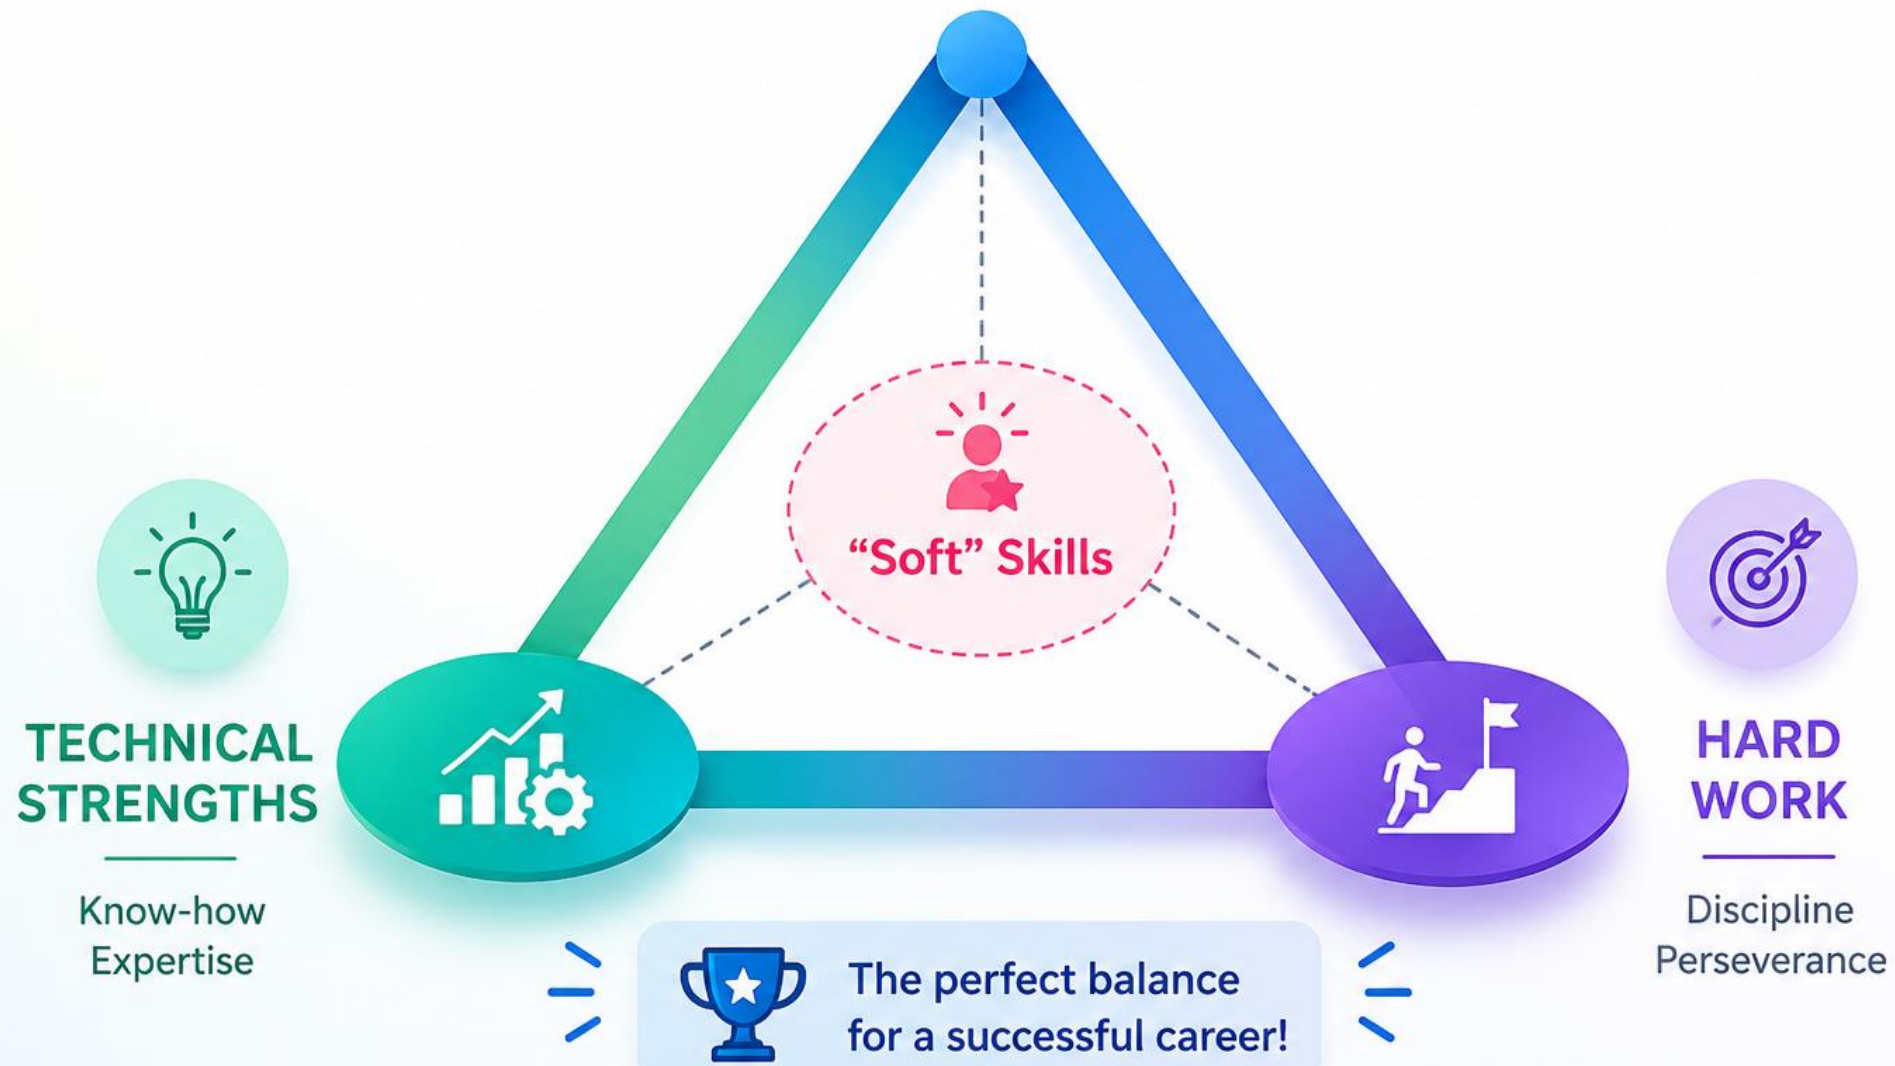 “Soft” Skills
TECHNICAL
STRENGTHS
Know-how
Expertise
HARD
WORK
Discipline
Perseverance
The perfect balance
for a successful career!